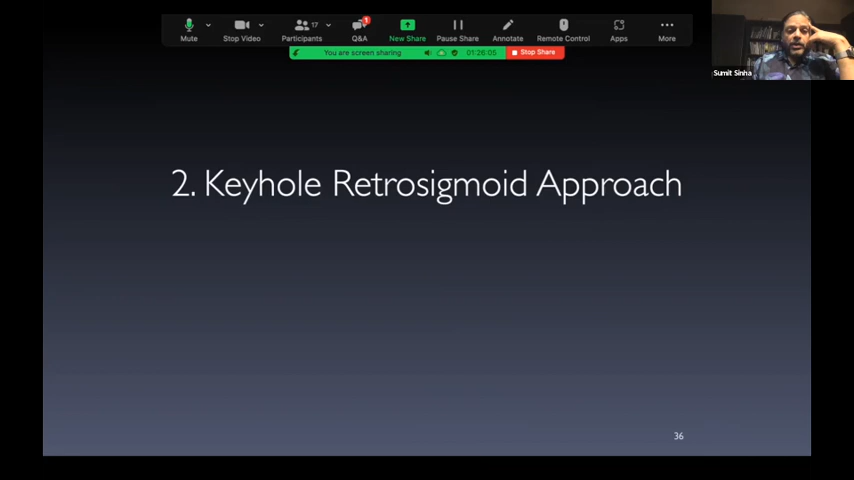 17
1
Mute
Stop Video
Participants
Q&A
New Share
Pause Share
Annotate
Remote Control
Apps
More
You are screen sharing
01:26:05
Stop Share
Sumit Sinha
2. Keyhole Retrosigmoid Approach
36